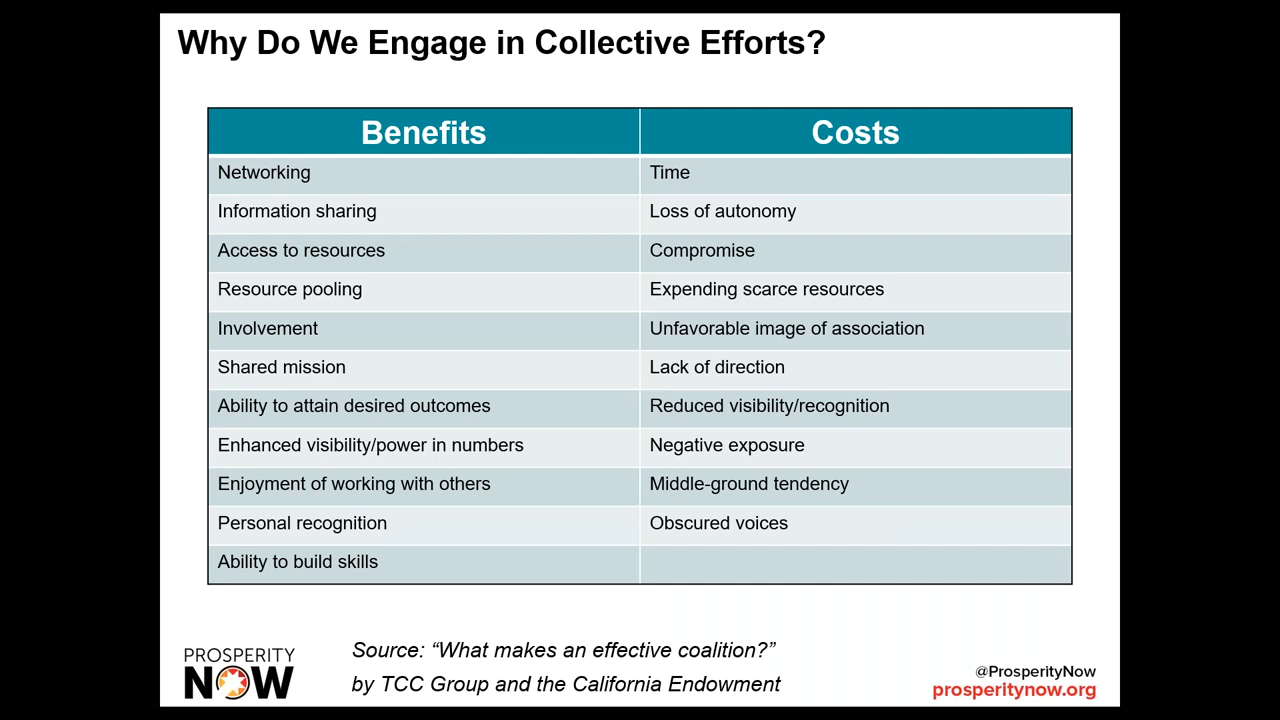 Why Do We Engage in Collective Efforts?
Benefits
Costs
Networking
Time
Information sharing
Loss of autonomy
Access to resources
Compromise
Resource pooling
Expending scarce resources
Involvement
Unfavorable image of association
Shared mission
Lack of direction
Ability to attain desired outcomes
Reduced visibility/recognition
Enhanced visibility/power in numbers
Negative exposure
Enjoyment of working with others
Middle-ground tendency
Personal recognition
Obscured voices
Ability to build skills
PROSPERITY
NOW
Source: “What makes an effective coalition?”
by TCC Group and the California Endowment
@ProsperityNow
prosperitynow.org